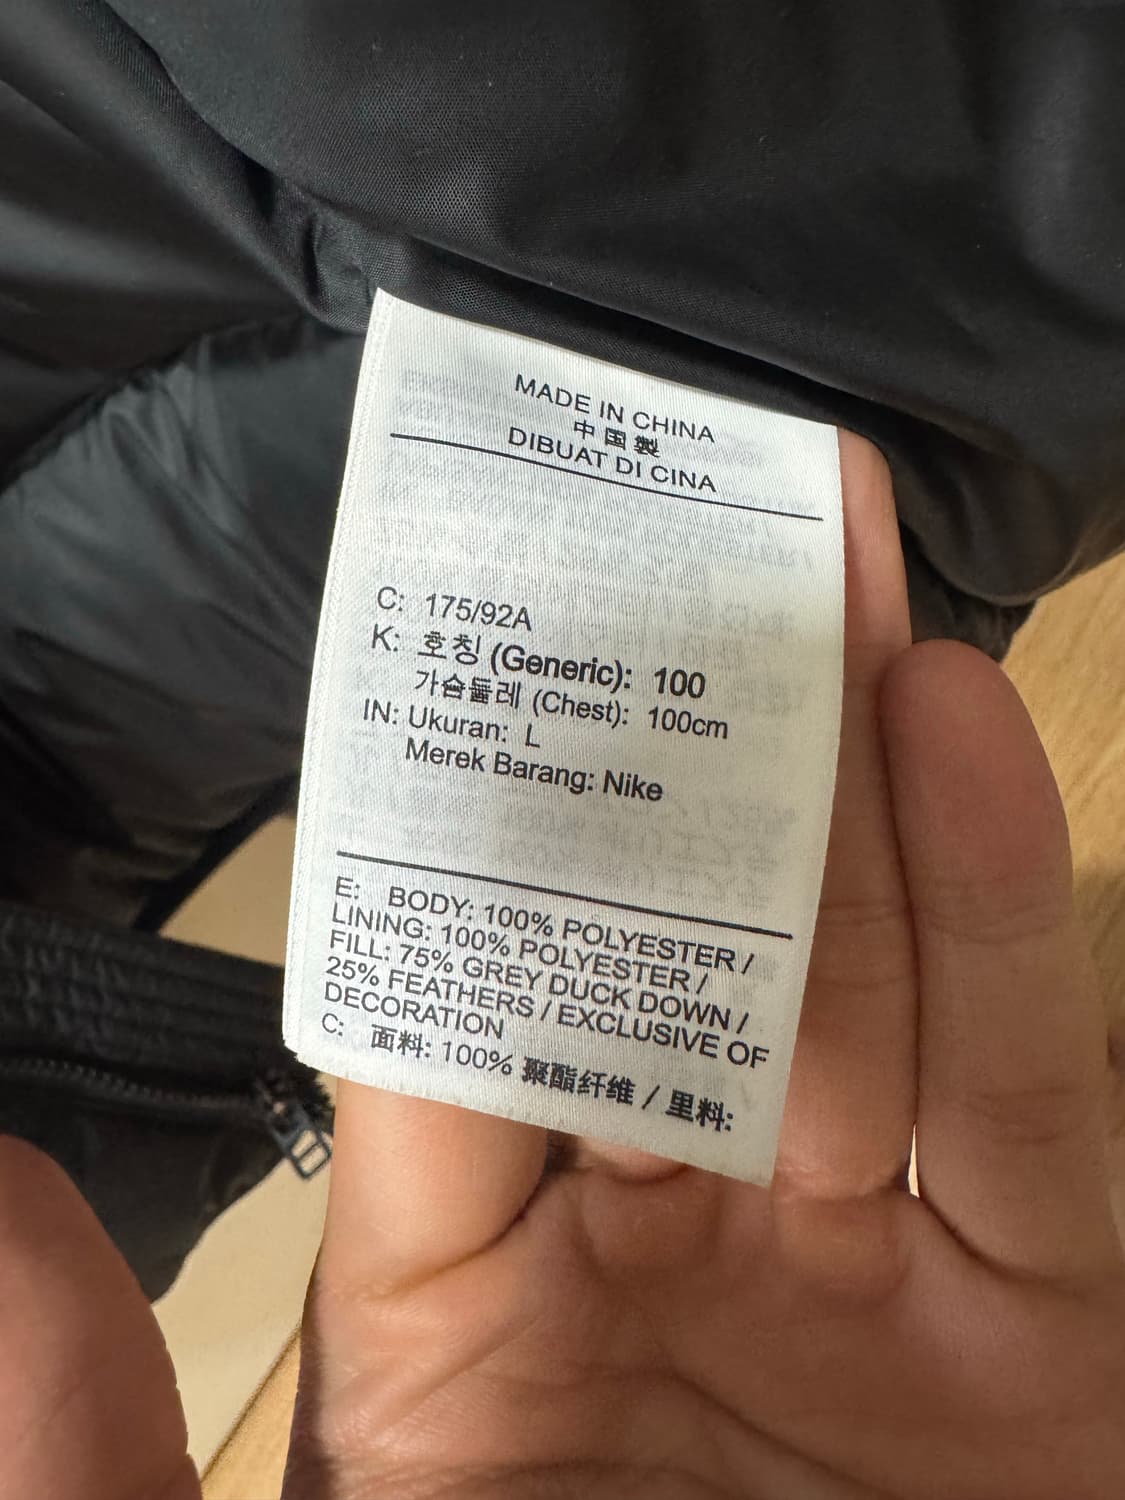 MADE IN CHINA
中国製
DIBUAT DI CINA
C: 175/92A
K: 호칭 (Generic): 100
가슴둘레 (Chest): 100cm
IN: Ukuran: L
Merek Barang: Nike
E: BODY: 100% POLYESTER /
LINING: 100% POLYESTER /
FILL: 75% GREY DUCK DOWN /
25% FEATHERS / EXCLUSIVE OF
DECORATION
C: 面料: 100% 聚酯纤维 / 里料: